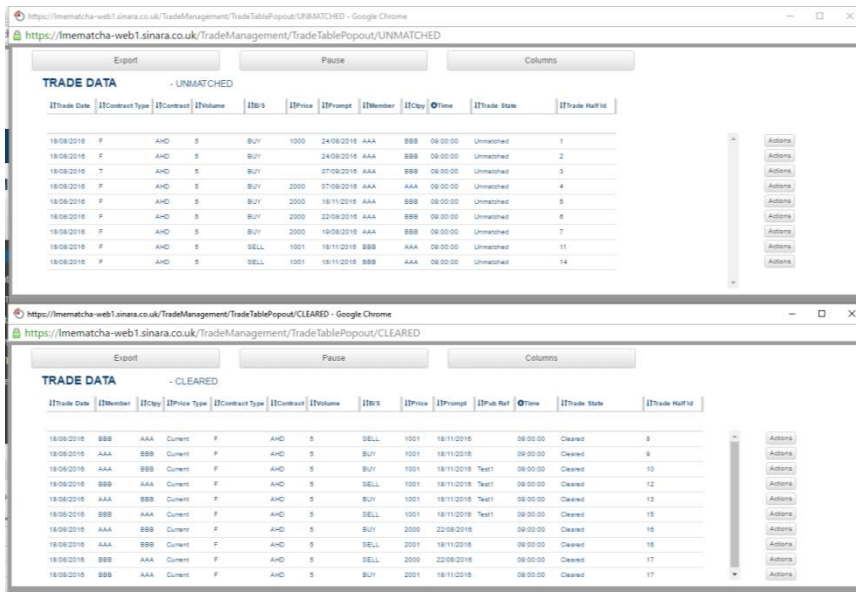 https://lmematcha-web1.sinara.co.uk/TradeManagement/TradeTablePopout/UNMATCHED - Google Chrome
https://lmematcha-web1.sinara.co.uk/TradeManagement/TradeTablePopout/UNMATCHED
Export Pause Columns
TRADE DATA - UNMATCHED
Trade Date Contract Type Contract Volume B/S Price Prompt Member Ctpy Time Trade State Trade Half Id
18/08/2016 F AHD 5 BUY 1000 24/08/2016 AAA BBB 09:00:00 Unmatched 1 Actions
18/08/2016 F AHD 5 BUY 24/08/2016 AAA BBB 09:00:00 Unmatched 2 Actions
18/08/2016 T AHD 5 BUY 07/09/2016 AAA BBB 09:00:00 Unmatched 3 Actions
18/08/2016 F AHD 5 BUY 2000 07/09/2016 AAA AAA 09:00:00 Unmatched 4 Actions
18/08/2016 F AHD 5 BUY 2000 18/11/2016 AAA BBB 09:00:00 Unmatched 5 Actions
18/08/2016 F AHD 5 BUY 2000 22/08/2016 AAA BBB 09:00:00 Unmatched 6 Actions
18/08/2016 F AHD 5 BUY 2000 19/08/2016 AAA BBB 09:00:00 Unmatched 7 Actions
18/08/2016 F AHD 5 SELL 1001 18/11/2016 BBB AAA 09:00:00 Unmatched 11 Actions
18/08/2016 F AHD 5 SELL 1001 18/11/2016 BBB AAA 09:00:00 Unmatched 14 Actions
https://lmematcha-web1.sinara.co.uk/TradeManagement/TradeTablePopout/CLEARED - Google Chrome
https://lmematcha-web1.sinara.co.uk/TradeManagement/TradeTablePopout/CLEARED
Export Pause Columns
TRADE DATA - CLEARED
Trade Date Member Ctpy Price Type Contract Type Contract Volume B/S Price Prompt Pub Ref Time Trade State Trade Half Id
18/08/2016 BBB AAA Current F AHD 5 SELL 1001 18/11/2016 09:00:00 Cleared 8 Actions
18/08/2016 AAA BBB Current F AHD 5 BUY 1001 18/11/2016 09:00:00 Cleared 9 Actions
18/08/2016 AAA BBB Current F AHD 5 BUY 1001 18/11/2016 Test1 09:00:00 Cleared 10 Actions
18/08/2016 BBB AAA Current F AHD 5 SELL 1001 18/11/2016 Test1 09:00:00 Cleared 12 Actions
18/08/2016 AAA BBB Current F AHD 5 BUY 1001 18/11/2016 Test1 09:00:00 Cleared 13 Actions
18/08/2016 BBB AAA Current F AHD 5 SELL 1001 18/11/2016 Test1 09:00:00 Cleared 15 Actions
18/08/2016 AAA BBB Current F AHD 5 BUY 2000 22/08/2016 09:00:00 Cleared 16 Actions
18/08/2016 AAA BBB Current F AHD 5 SELL 2001 18/11/2016 09:00:00 Cleared 16 Actions
18/08/2016 BBB AAA Current F AHD 5 SELL 2000 22/08/2016 09:00:00 Cleared 17 Actions
18/08/2016 BBB AAA Current F AHD 5 BUY 2001 18/11/2016 09:00:00 Cleared 17 Actions